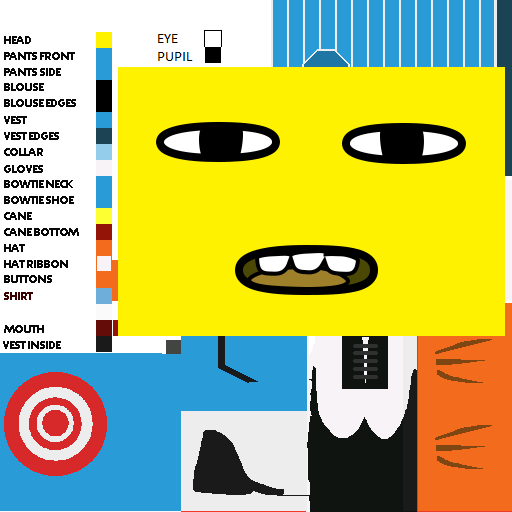 EYE
PUPIL
HEAD
PANTS FRONT
PANTS SIDE
BLOUSE
BLOUSE EDGES
VEST
VEST EDGES
COLLAR
GLOVES
BOWTIE NECK
BOWTIE SHOE
CANE
CANE BOTTOM
HAT
HAT RIBBON
BUTTONS
SHIRT
MOUTH
VEST INSIDE